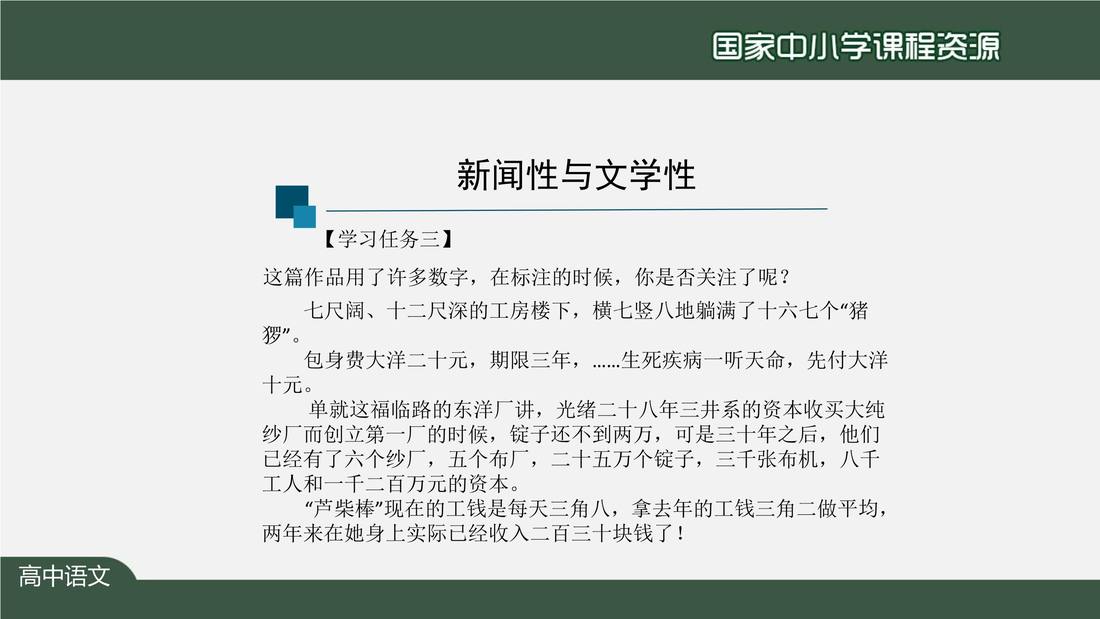 国家中小学课程资源
新闻性与文学性
【学习任务三】
这篇作品用了许多数字，在标注的时候，你是否关注了呢？
七尺阔、十二尺深的工房楼下，横七竖八地躺满了十六七个“猪
猡”。
包身费大洋二十元，期限三年，……生死疾病一听天命，先付大洋
十元。
单就这福临路的东洋厂讲，光绪二十八年三井系的资本收买大纯
纱厂而创立第一厂的时候，锭子还不到两万，可是三十年之后，他们
已经有了六个纱厂，五个布厂，二十五万个锭子，三千张布机，八千
工人和一千二百万元的资本。
“芦柴棒”现在的工钱是每天三角八，拿去年的工钱三角二做平均，
两年来在她身上实际已经收入二百三十块钱了！
高中语文